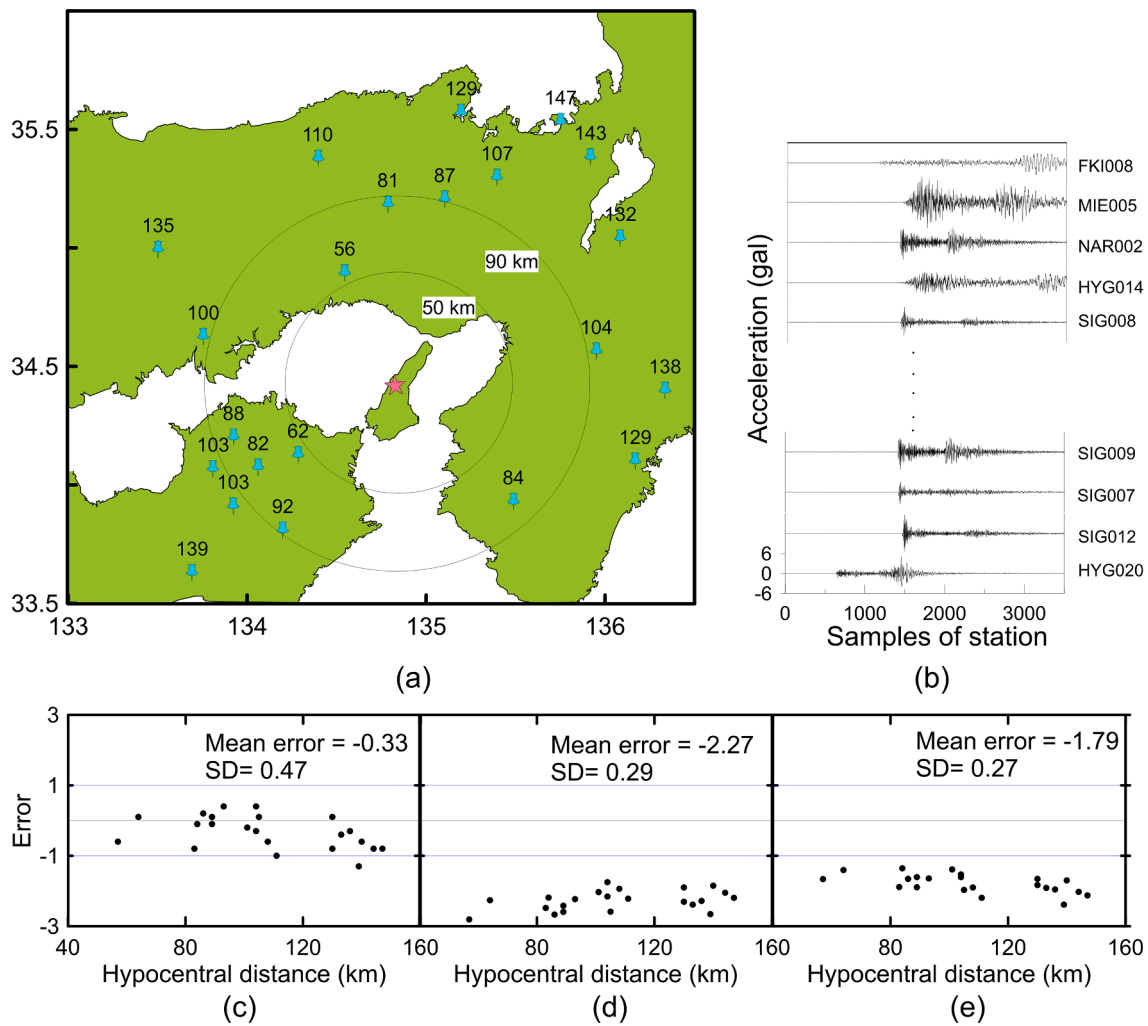 129
147
110
143
107
81
87
132
135
56
90 km
50 km
100
104
138
88
103
82
62
129
103
84
92
139
35.5
34.5
33.5
133
134
135
136
(a)
Acceleration (gal)
FKI008
MIE005
NAR002
HYG014
SIG008
SIG009
SIG007
SIG012
HYG020
6
0
-6
0
1000
2000
3000
Samples of station
(b)
Error
3
1
-1
-3
Mean error = -0.33
SD= 0.47
40
80
120
160
Hypocentral distance (km)
(c)
Mean error = -2.27
SD= 0.29
80
120
160
Hypocentral distance (km)
(d)
Mean error = -1.79
SD= 0.27
80
120
160
Hypocentral distance (km)
(e)